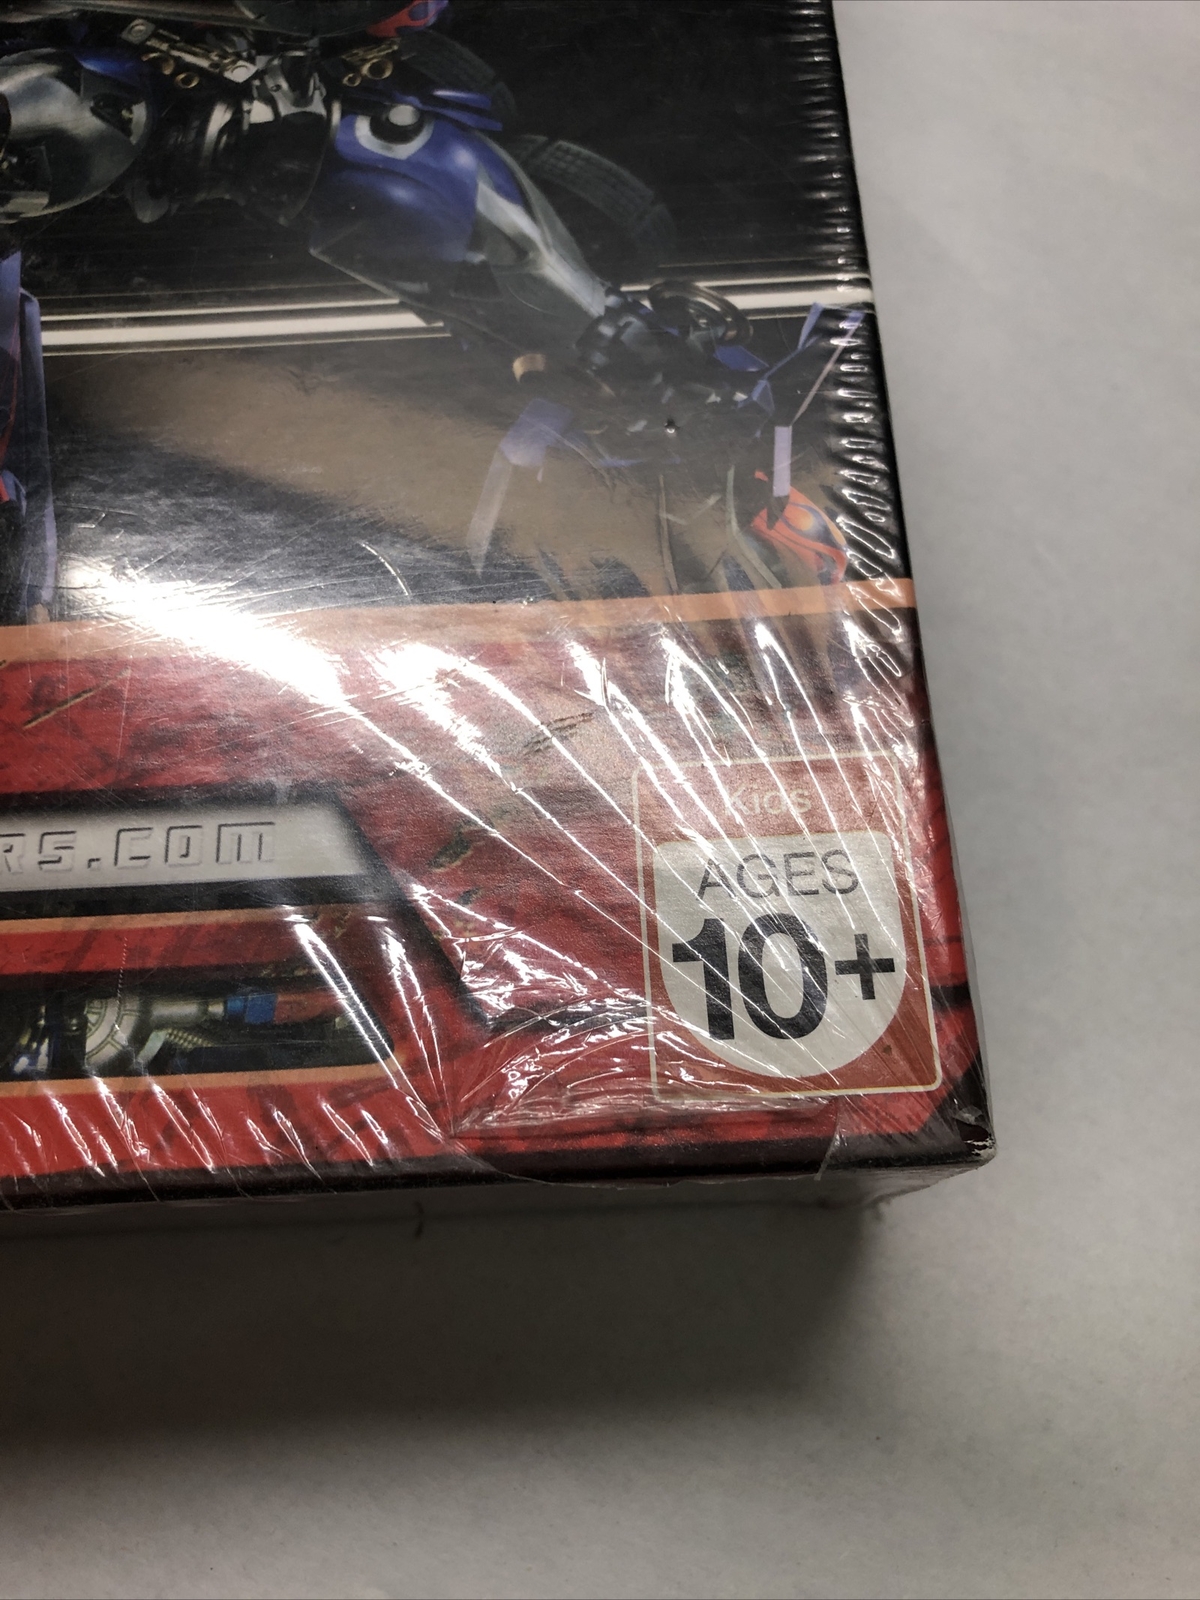 RS.COM
Kids
AGES
10+